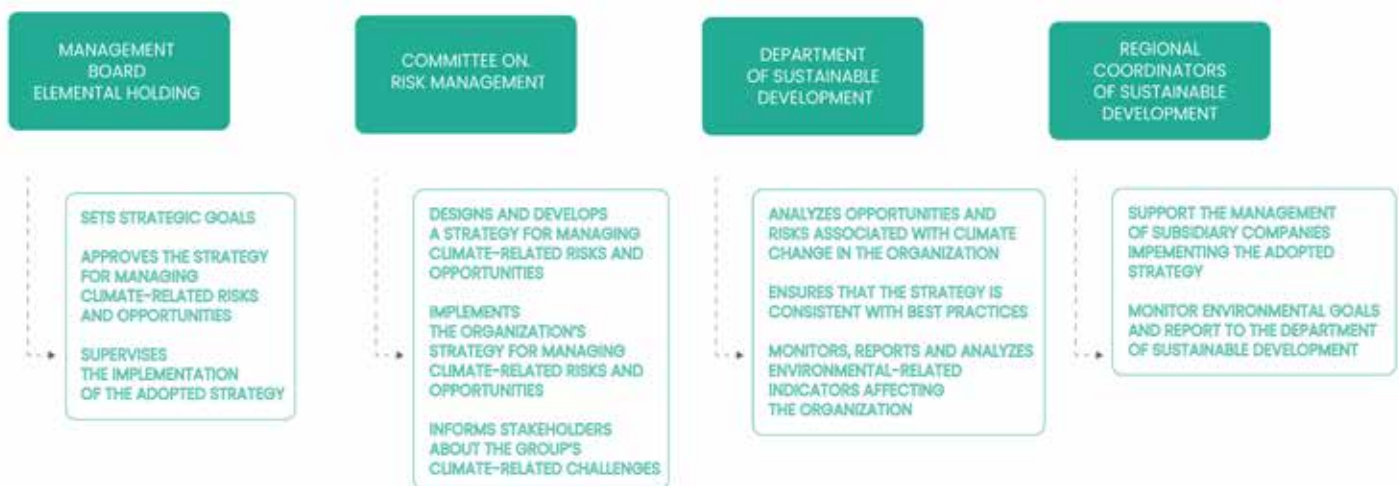 MANAGEMENT
BOARD
ELEMENTAL HOLDING
COMMITTEE ON.
RISK MANAGEMENT
DEPARTMENT
OF SUSTAINABLE
DEVELOPMENT
REGIONAL
COORDINATORS
OF SUSTAINABLE
DEVELOPMENT
SETS STRATEGIC GOALS
APPROVES THE STRATEGY
FOR MANAGING
CLIMATE-RELATED RISKS
AND OPPORTUNITIES
SUPERVISES
THE IMPLEMENTATION
OF THE ADOPTED STRATEGY
DESIGNS AND DEVELOPS
A STRATEGY FOR MANAGING
CLIMATE-RELATED RISKS AND
OPPORTUNITIES
IMPLEMENTS
THE ORGANIZATION'S
STRATEGY FOR MANAGING
CLIMATE-RELATED RISKS AND
OPPORTUNITIES
INFORMS STAKEHOLDERS
ABOUT THE GROUP'S
CLIMATE-RELATED CHALLENGES
ANALYZES OPPORTUNITIES AND
RISKS ASSOCIATED WITH CLIMATE
CHANGE IN THE ORGANIZATION
ENSURES THAT THE STRATEGY IS
CONSISTENT WITH BEST PRACTICES
MONITORS, REPORTS AND ANALYZES
ENVIRONMENTAL-RELATED
INDICATORS AFFECTING
THE ORGANIZATION
SUPPORT THE MANAGEMENT
OF SUBSIDIARY COMPANIES
IMPEMENTING THE ADOPTED
STRATEGY
MONITOR ENVIRONMENTAL GOALS
AND REPORT TO THE DEPARTMENT
OF SUSTAINABLE DEVELOPMENT